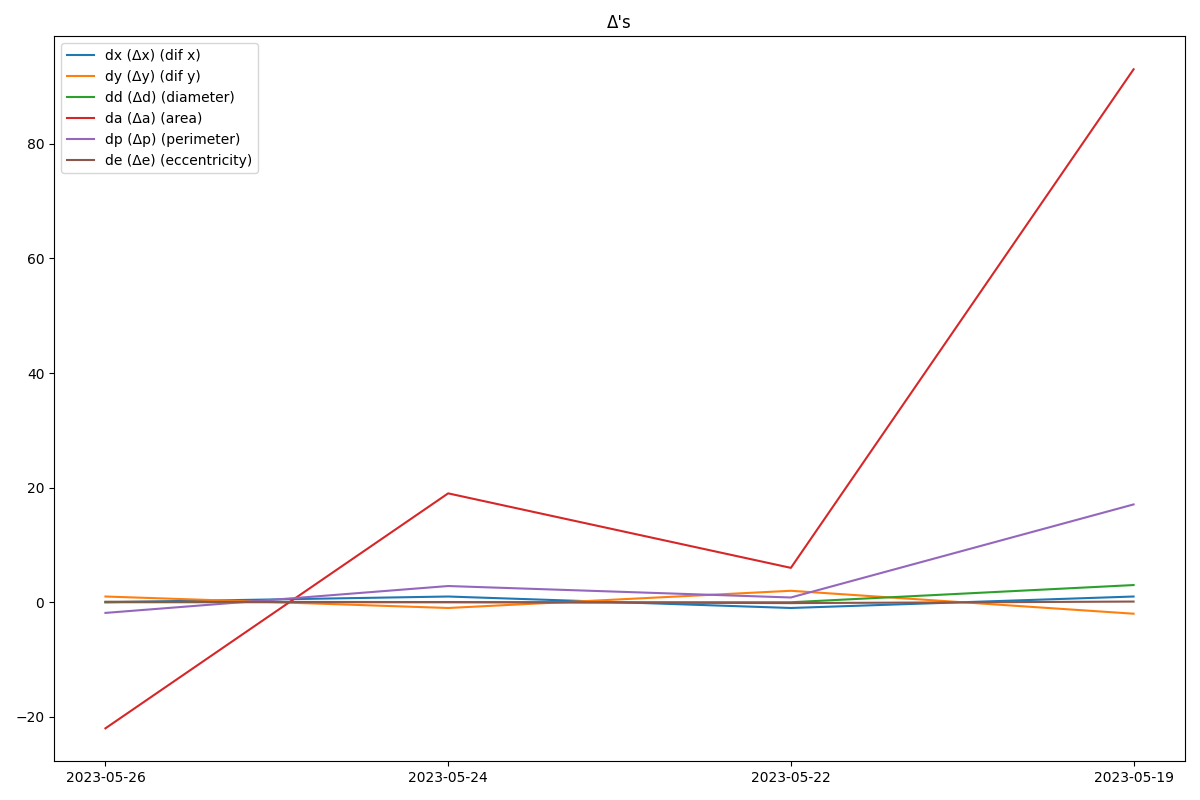 Δ's
dx (Δx) (dif x)
dy (Δy) (dif y)
dd (Δd) (diameter)
da (Δa) (area)
dp (Δp) (perimeter)
de (Δe) (eccentricity)
80
60
40
20
0
−20
2023-05-26 2023-05-24 2023-05-22 2023-05-19